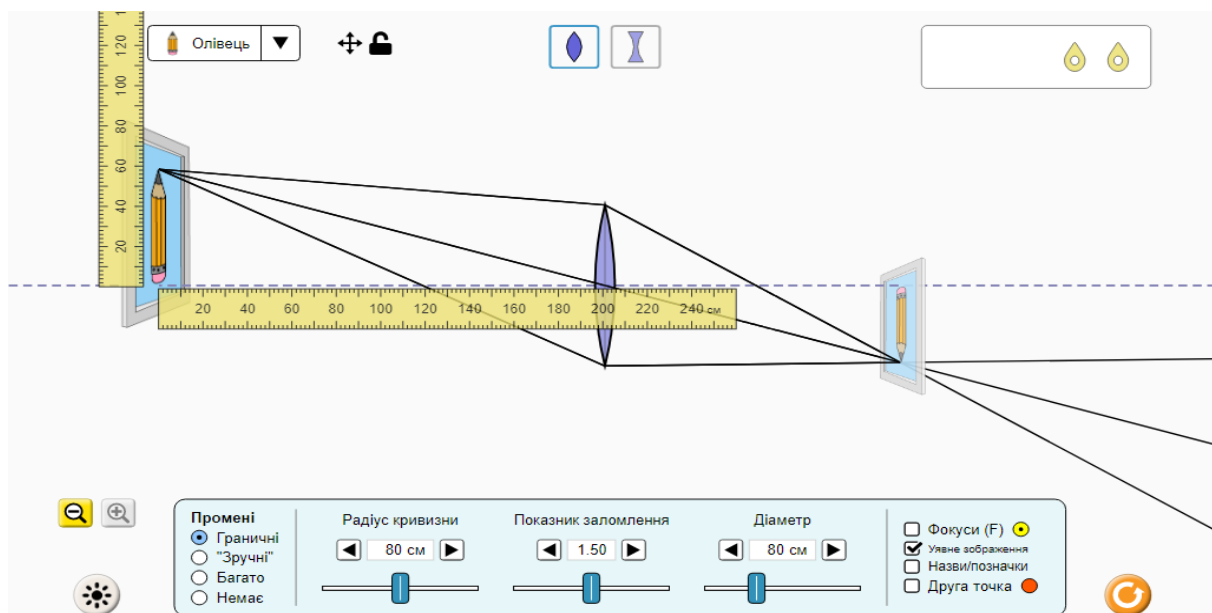 Олівець
20 40 60 80 100 120
20 40 60 80 100 120 140 160 180 200 220 240 см
Промені
Граничні
"Зручні"
Багато
Немає
Радіус кривизни
80 см
Показник заломлення
1.50
Діаметр
80 см
Фокуси (F)
Уявне зображення
Назви/позначки
Друга точка